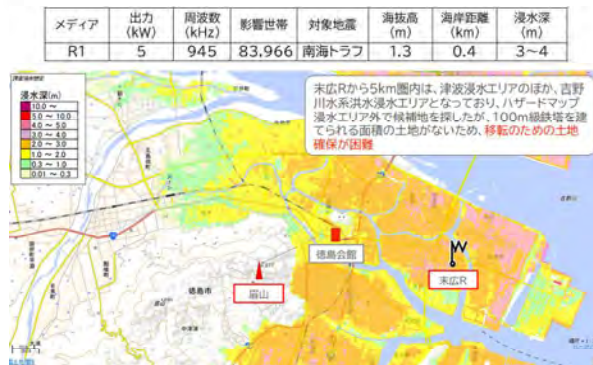 メディア 出力(kW) 周波数(kHz) 影響世帯 対象地震 海抜高(m) 海岸距離(km) 浸水深(m)
R1 5 945 83,966 南海トラフ 1.3 0.4 3~4
末広Rから5km圏内は、津波浸水エリアのほか、吉野
川水系洪水浸水エリアとなっており、ハザードマップ
浸水エリア外で候補地を探したが、100m級鉄塔を建
てられる面積の土地がないため、移転のための土地
確保が困難
浸水深(m)
10.0 ~
5.0 ~ 10.0
4.0 ~ 5.0
3.0 ~ 4.0
2.0 ~ 3.0
1.0 ~ 2.0
0.3 ~ 1.0
0.01 ~ 0.3
徳島会館
末広R
眉山
徳島市